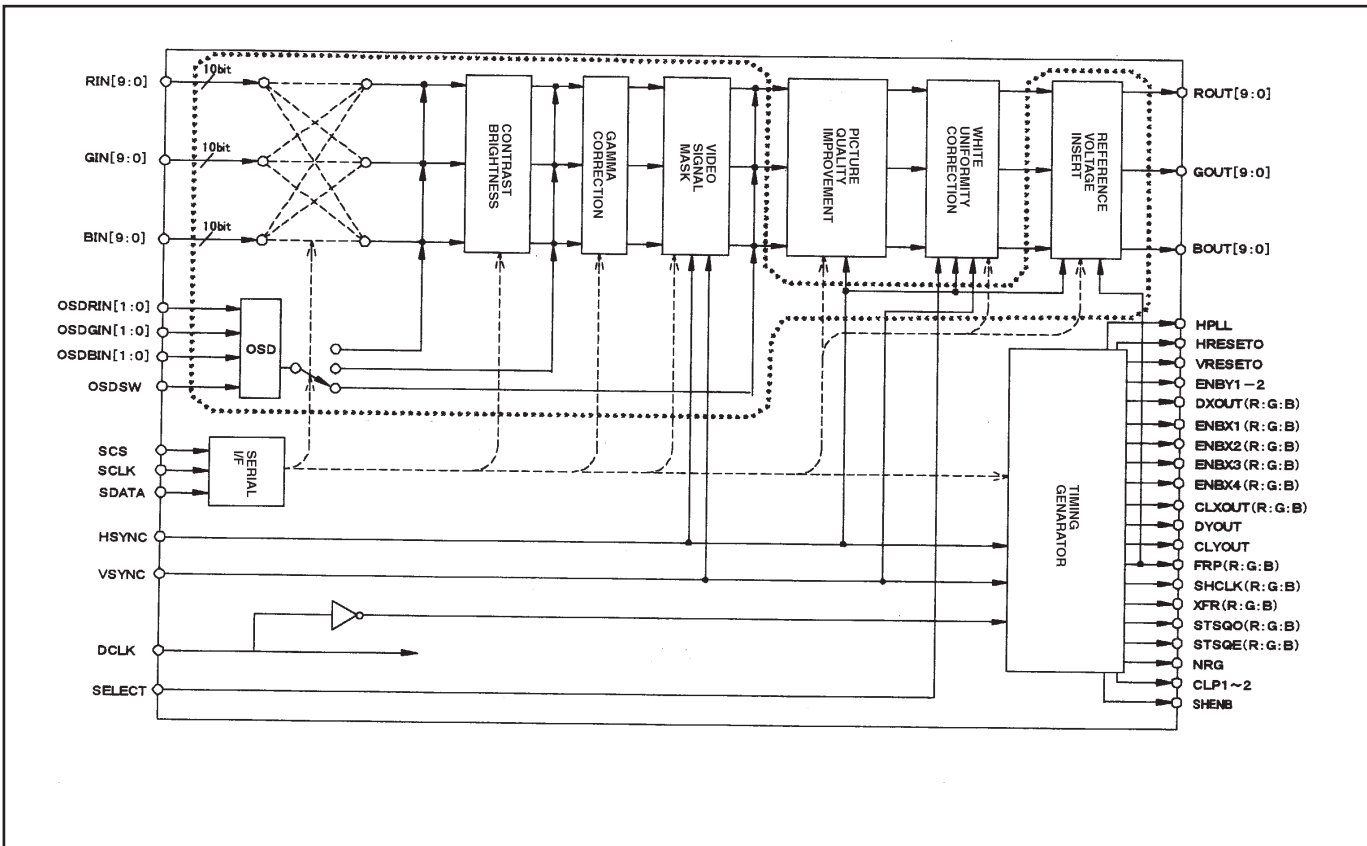 RIN[9:0]
10bit
GIN[9:0]
10bit
BIN[9:0]
10bit
OSDRIN[1:0]
OSDGIN[1:0]
OSDBIN[1:0]
OSDSW
OSD
SCS
SCLK
SDATA
SERIAL
I/F
HSYNC
VSYNC
DCLK
SELECT
CONTRAST
BRIGHTNESS
GAMMA
CORRECTION
VIDEO
SIGNAL
MASK
PICTURE
QUALITY
IMPROVEMENT
WHITE
UNIFORMITY
CORRECTION
REFERENCE
VOLTAGE
INSERT
TIMING
GENARATOR
ROUT[9:0]
GOUT[9:0]
BOUT[9:0]
HPLL
HRESETO
VRESETO
ENBY1-2
DXOUT(R:G:B)
ENBX1(R:G:B)
ENBX2(R:G:B)
ENBX3(R:G:B)
ENBX4(R:G:B)
CLXOUT(R:G:B)
DYOUT
CLYOUT
FRP(R:G:B)
SHCLK(R:G:B)
XFR(R:G:B)
STSQO(R:G:B)
STSQE(R:G:B)
NRG
CLP1~2
SHENB